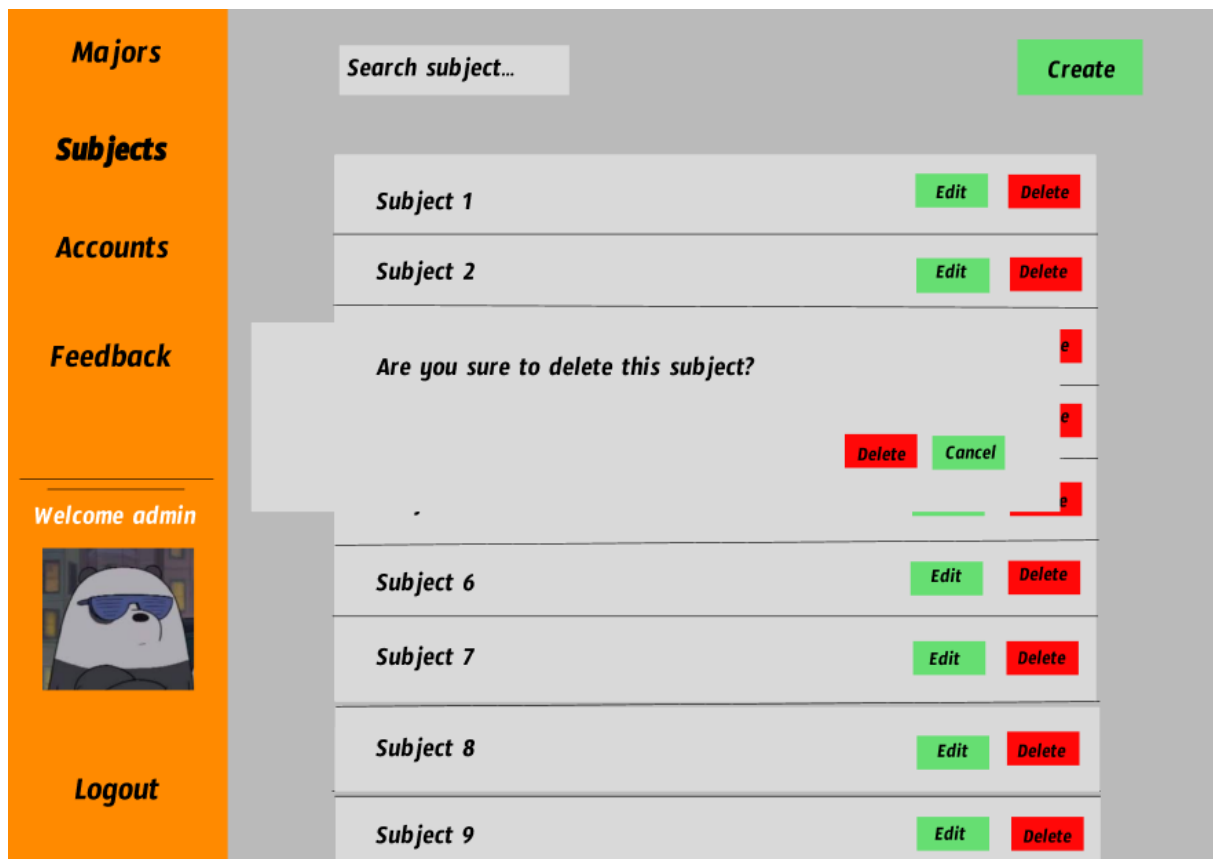 Majors
Subjects
Accounts
Feedback
Welcome admin
Logout
Search subject...
Create
Subject 1 Edit Delete
Subject 2 Edit Delete
Are you sure to delete this subject?
Delete Cancel
Subject 6 Edit Delete
Subject 7 Edit Delete
Subject 8 Edit Delete
Subject 9 Edit Delete